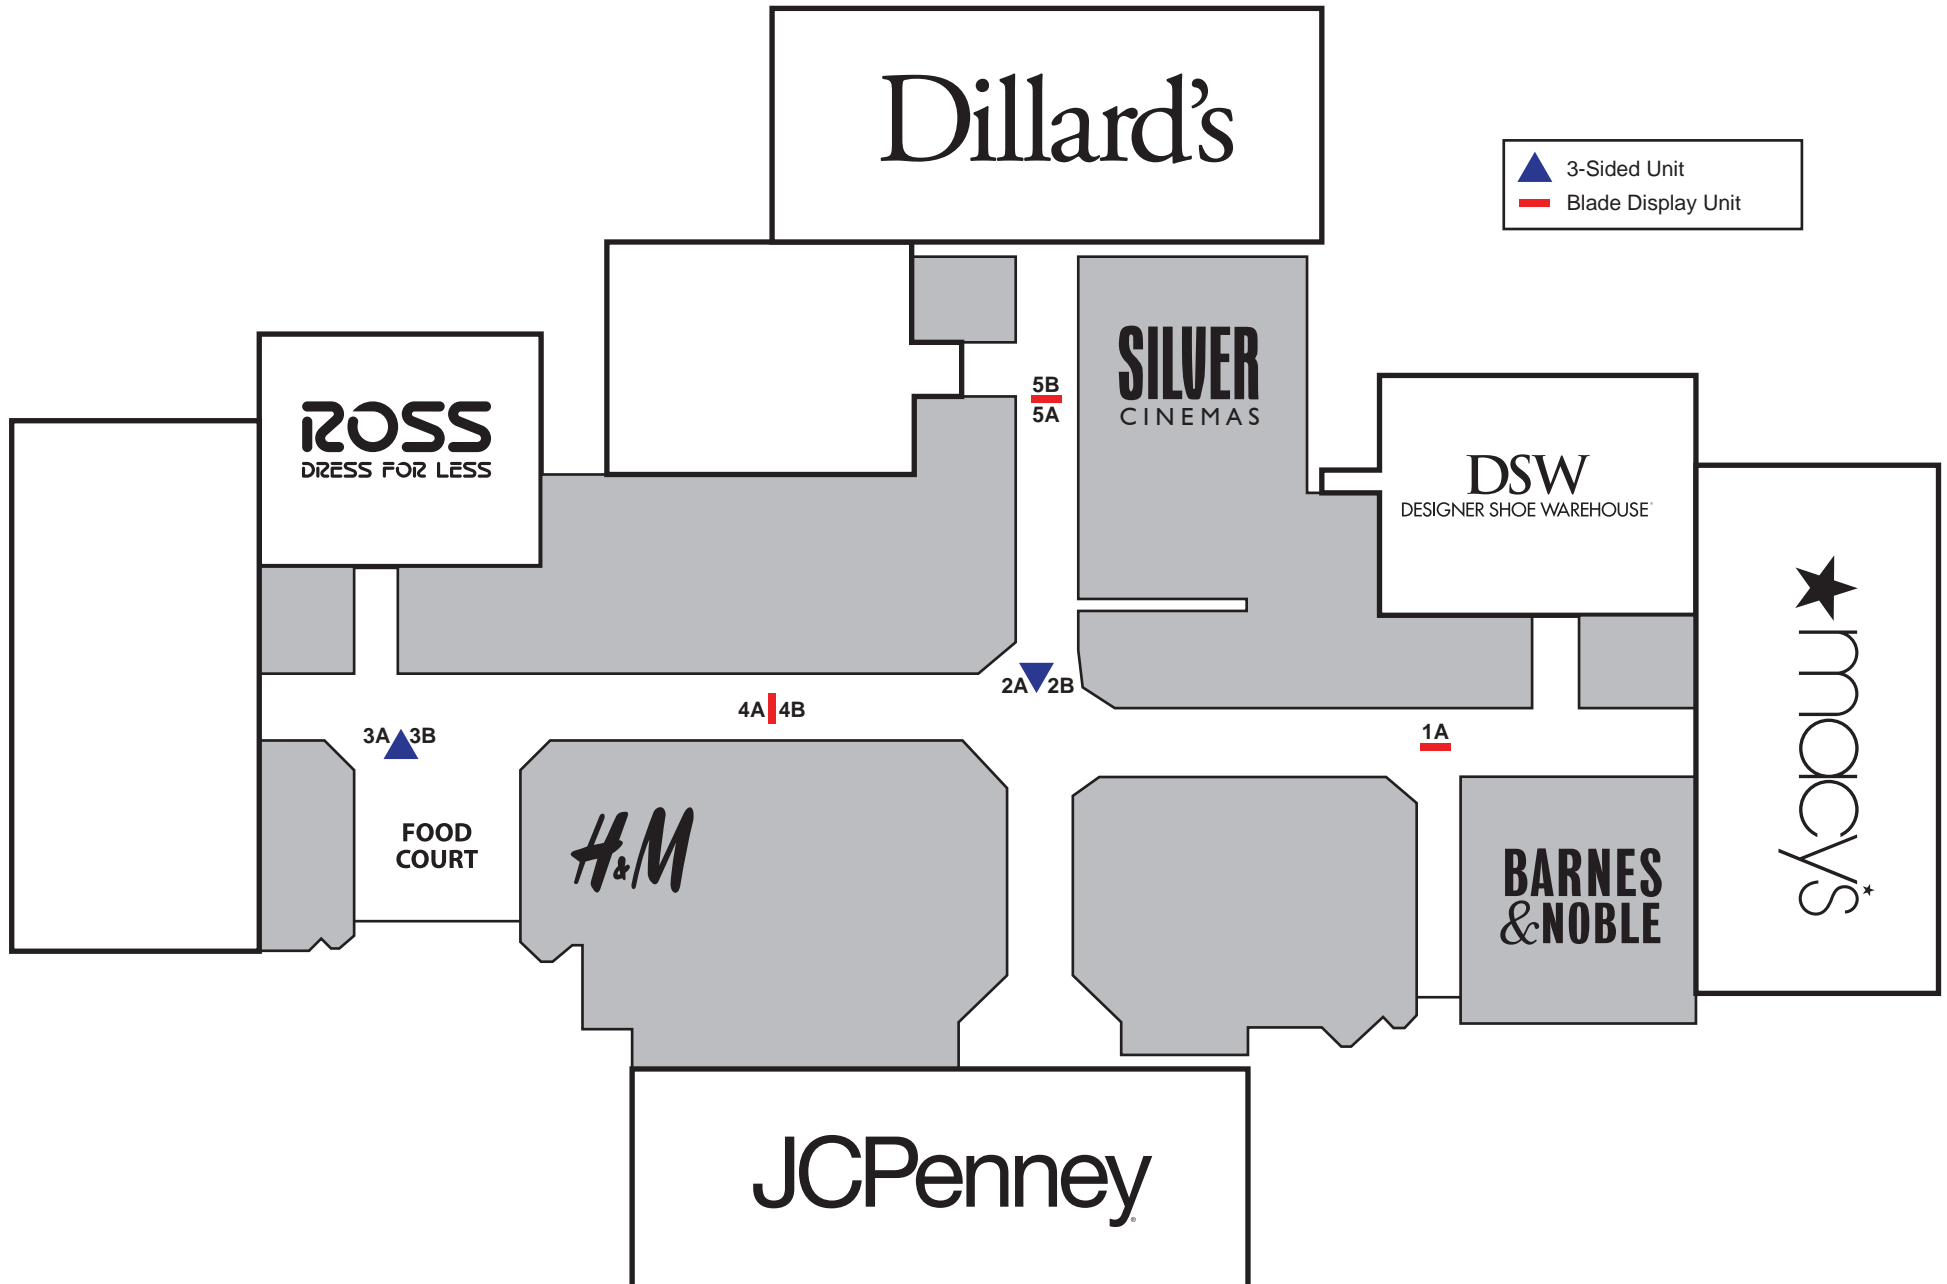 Dillard's
3-Sided Unit
Blade Display Unit
SILVER
CINEMAS
5B
5A
ROSS
DRESS FOR LESS
DSW
DESIGNER SHOE WAREHOUSE
★macy's
2A 2B
4A 4B
1A
3A 3B
FOOD
COURT
H&M
BARNES
&NOBLE
JCPenney®